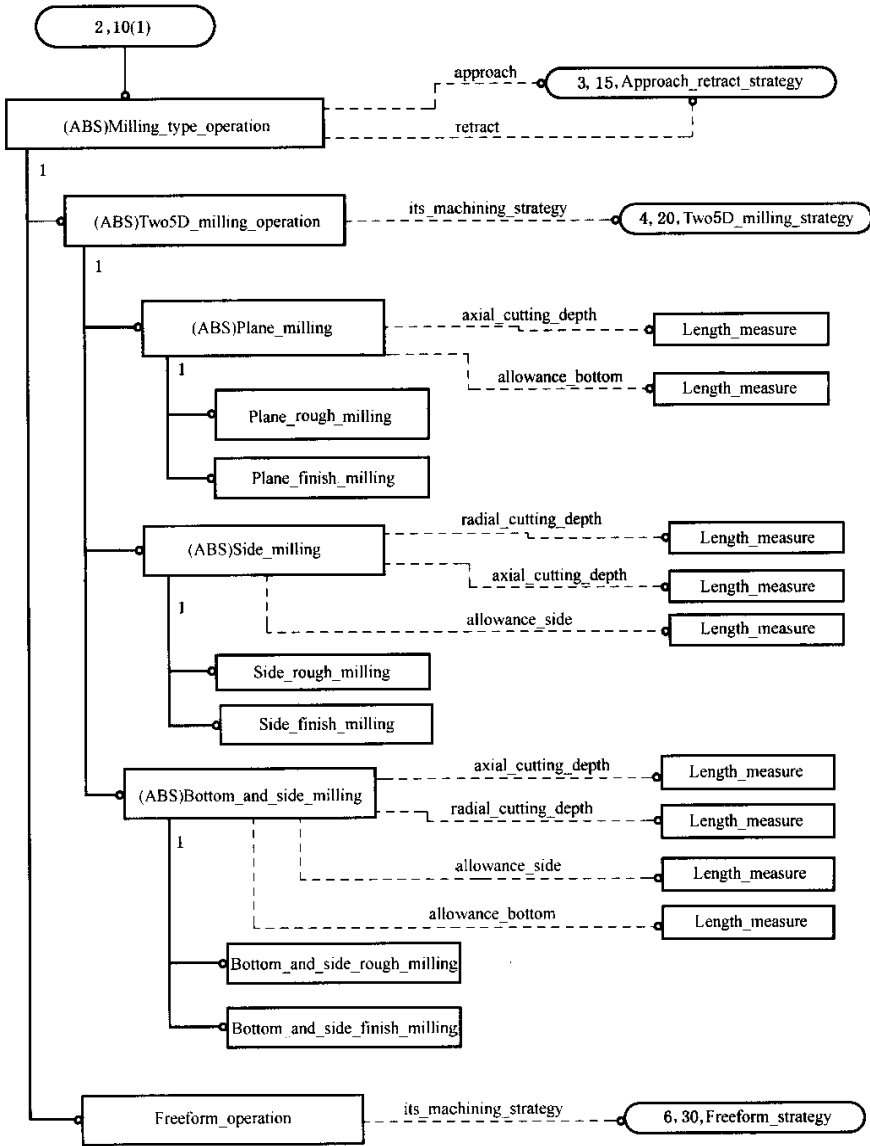 2,10(1)
approach
3, 15, Approach_retract_strategy
(ABS)Milling_type_operation
retract
1
its_machining_strategy
(ABS)Two5D_milling_operation
4, 20, Two5D_milling_strategy
1
axial_cutting_depth
(ABS)Plane_milling
Length_measure
1
allowance_bottom
Length_measure
Plane_rough_milling
Plane_finish_milling
radial_cutting_depth
Length_measure
(ABS)Side_milling
axial_cutting_depth
Length_measure
1
allowance_side
Length_measure
Side_rough_milling
Side_finish_milling
axial_cutting_depth
Length_measure
(ABS)Bottom_and_side_milling
radial_cutting_depth
Length_measure
1
allowance_side
Length_measure
allowance_bottom
Length_measure
Bottom_and_side_rough_milling
Bottom_and_side_finish_milling
its_machining_strategy
Freeform_operation
6, 30, Freeform_strategy